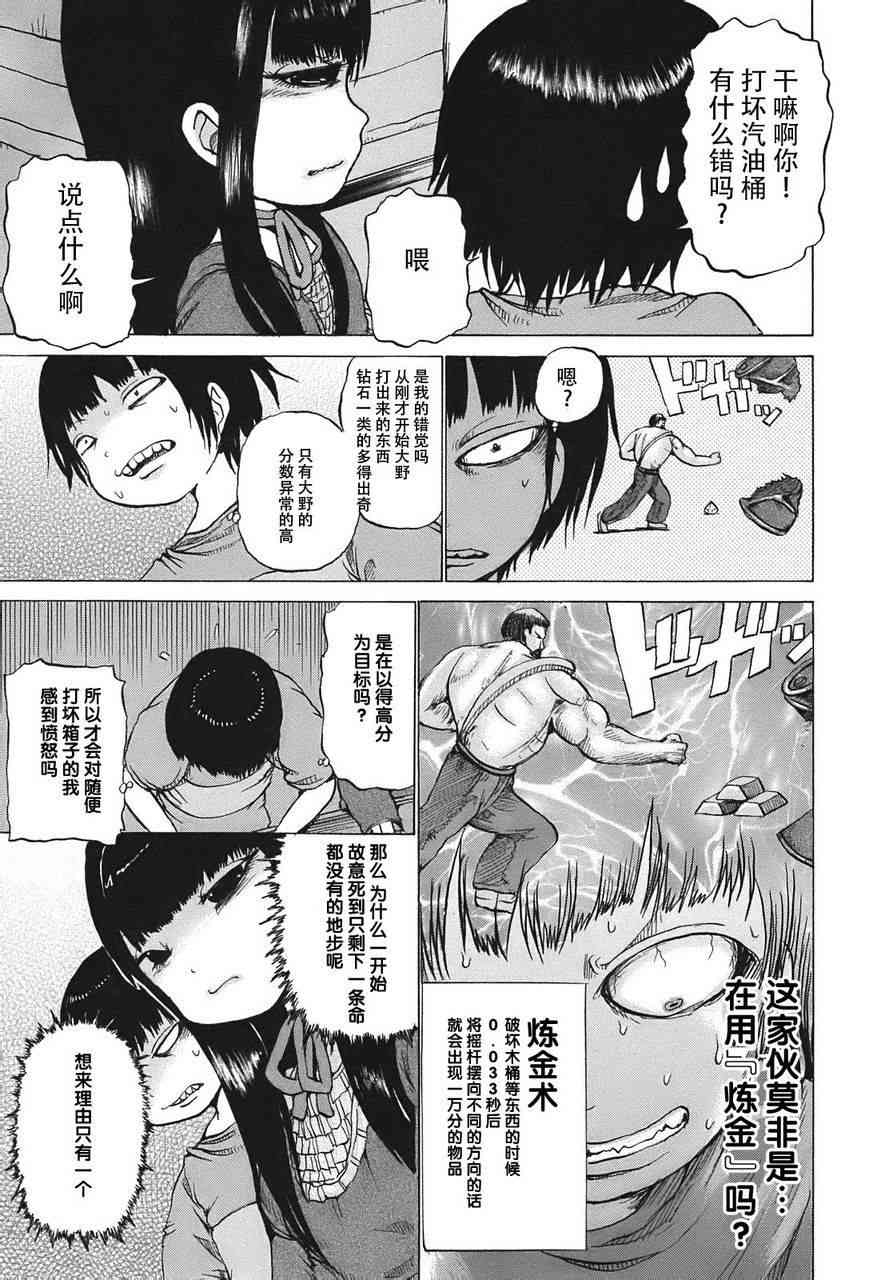 干嘛啊你！
打坏汽油桶
有什么错吗？
喂
说点什么啊
ドガガッ
嗯？
是我的错觉吗
从刚才开始大野
打出来的东西
钻石一类的多得出奇
只有大野的
分数异常的高
ドガガッ
这家伙莫非是…
在用『炼金』吗？
炼金术
破坏木桶等东西的时候
0.033秒后
将摇杆摆向不同的方向的话
就会出现一万分的物品
是在以得高分
为目标吗？
所以才会对随便
打坏箱子的我
感到愤怒吗
那么 为什么一开始
故意死到只剩下一条命
都没有的地步呢
想来理由只有一个